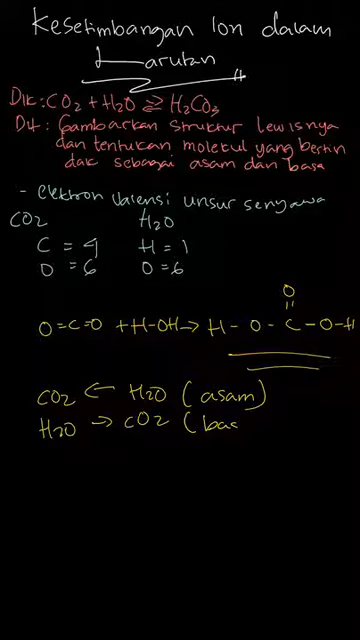 Kesetimbangan Ion dalam
Larutan
Dik: CO2 + H2O ⇌ H2CO3
Dit: Gambarkan struktur lewisnya
dan tentukan molekul yang bertin
dak sebagai asam dan basa
- elektron valensi unsur senyawa
CO2 H2O
C = 4 H = 1
O = 6 O = 6
O
O=C=O + H-OH → H - O - C - O - H
CO2 ← H2O (asam)
H2O → CO2 (bas